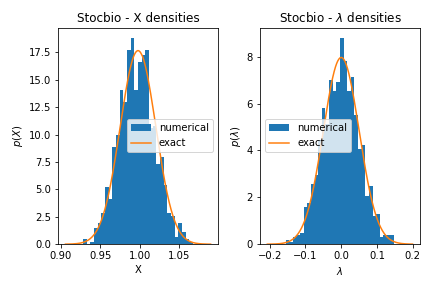 Stocbio - X densities
p(X)
17.5
15.0
12.5
10.0
7.5
5.0
2.5
0.0
numerical
exact
0.90
0.95
1.00
1.05
X
Stocbio - λ densities
p(λ)
8
6
4
2
0
numerical
exact
−0.2
−0.1
0.0
0.1
0.2
λ